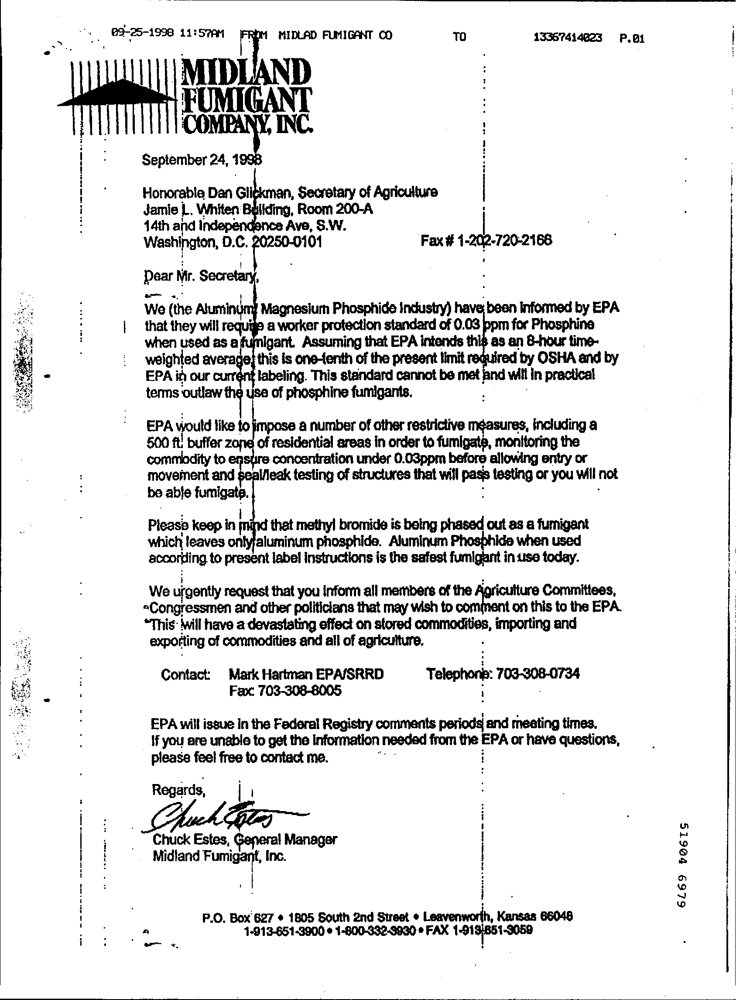 09-25-1998 11:57AM FROM MIDLAD FUMIGANT CO TO 13367414023 P.01
MIDLAND
FUMIGANT
COMPANY, INC.
September 24, 1998
Honorable Dan Glickman, Secretary of Agriculture
Jamie L. Whiten Building, Room 200-A
14th and Independence Ave, S.W.
Washington, D.C. 20250-0101 Fax # 1-202-720-2166
Dear Mr. Secretary,
We (the Aluminum/ Magnesium Phosphide Industry) have been informed by EPA
that they will require a worker protection standard of 0.03 ppm for Phosphine
when used as a fumigant. Assuming that EPA intends this as an 8-hour time-
weighted average, this is one-tenth of the present limit required by OSHA and by
EPA in our current labeling. This standard cannot be met and will in practical
terms outlaw the use of phosphine fumigants.
EPA would like to impose a number of other restrictive measures, including a
500 ft. buffer zone of residential areas in order to fumigate, monitoring the
commodity to ensure concentration under 0.03ppm before allowing entry or
movement and seal/leak testing of structures that will pass testing or you will not
be able fumigate.
Please keep in mind that methyl bromide is being phased out as a fumigant
which leaves only aluminum phosphide. Aluminum Phosphide when used
according to present label instructions is the safest fumigant in use today.
We urgently request that you inform all members of the Agriculture Committees,
Congressmen and other politicians that may wish to comment on this to the EPA.
This will have a devastating effect on stored commodities, importing and
exporting of commodities and all of agriculture.
Contact: Mark Hartman EPA/SRRD Telephone: 703-308-0734
Fax: 703-308-8005
EPA will issue in the Federal Registry comments periods and meeting times.
If you are unable to get the information needed from the EPA or have questions,
please feel free to contact me.
Regards,
Chuck Estes
Chuck Estes, General Manager
Midland Fumigant, Inc.
51904 6979
P.O. Box 627 • 1805 South 2nd Street • Leavenworth, Kansas 66048
1-913-651-3900 • 1-800-332-3930 • FAX 1-913-651-3059